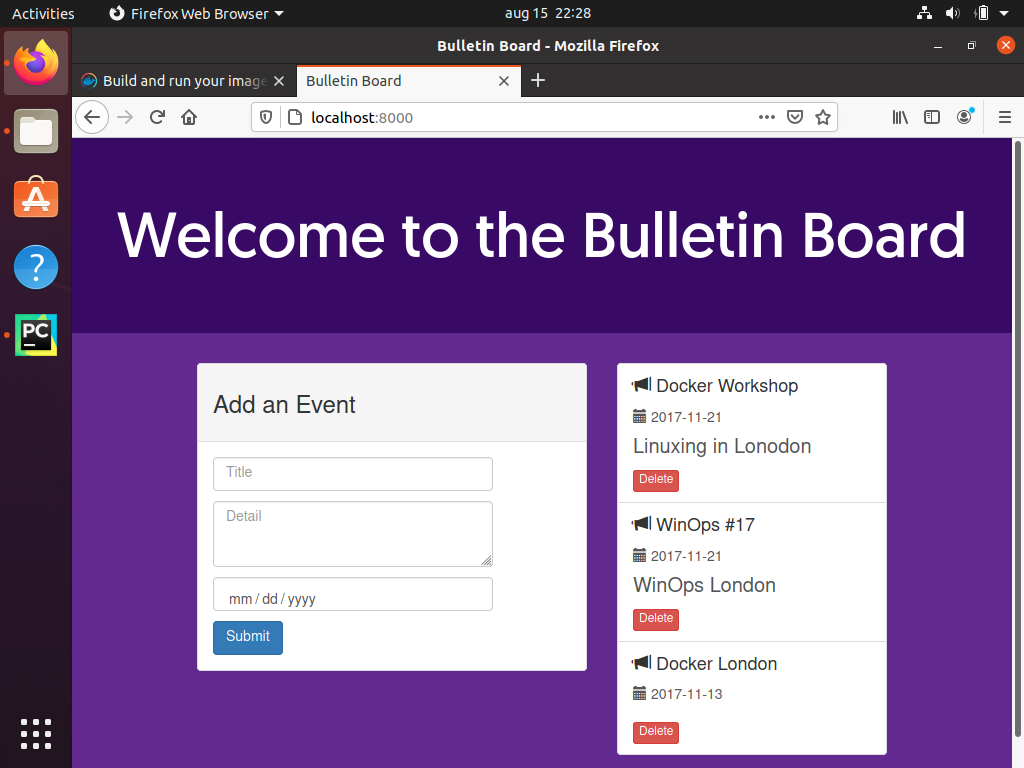 Activities
Firefox Web Browser
aug 15 22:28
Bulletin Board - Mozilla Firefox
Build and run your image
Bulletin Board
localhost:8000
Welcome to the Bulletin Board
Add an Event
Title
Detail
mm / dd / yyyy
Submit
Docker Workshop
2017-11-21
Linuxing in Lonodon
Delete
WinOps #17
2017-11-21
WinOps London
Delete
Docker London
2017-11-13
Delete
PC
?